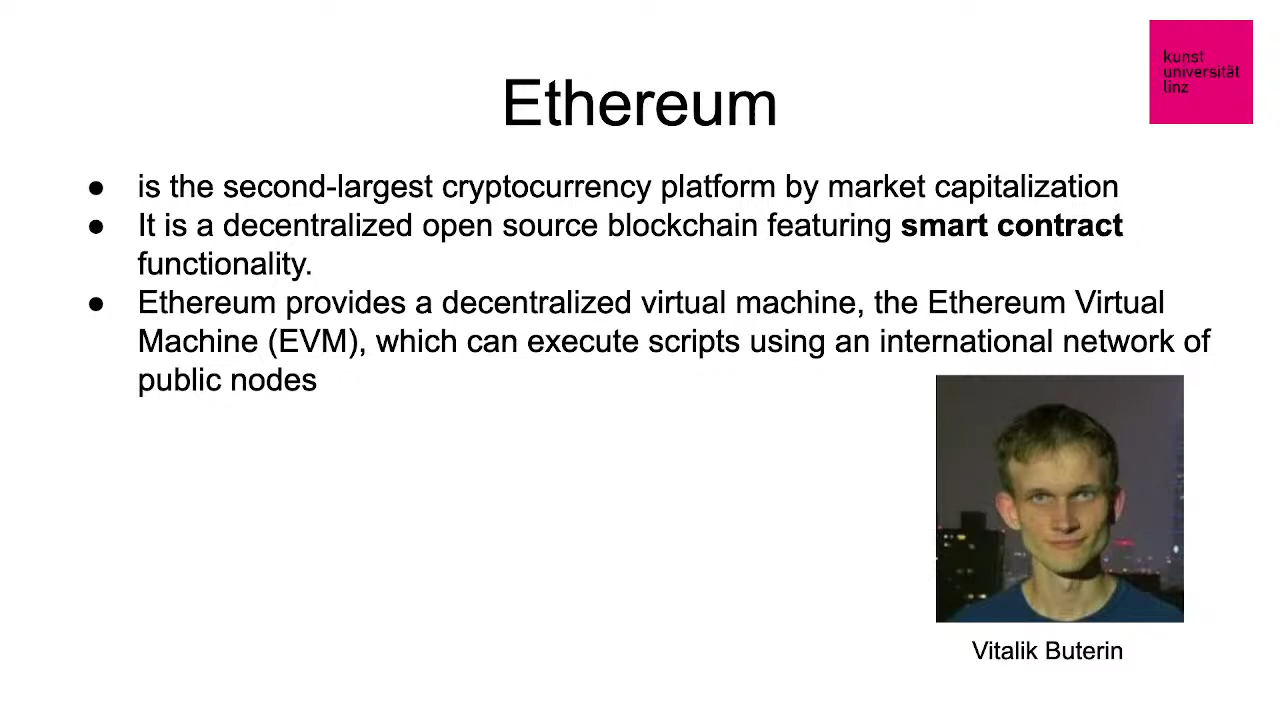 kunst
universität
linz
Ethereum
● is the second-largest cryptocurrency platform by market capitalization
● It is a decentralized open source blockchain featuring smart contract
functionality.
● Ethereum provides a decentralized virtual machine, the Ethereum Virtual
Machine (EVM), which can execute scripts using an international network of
public nodes
Vitalik Buterin